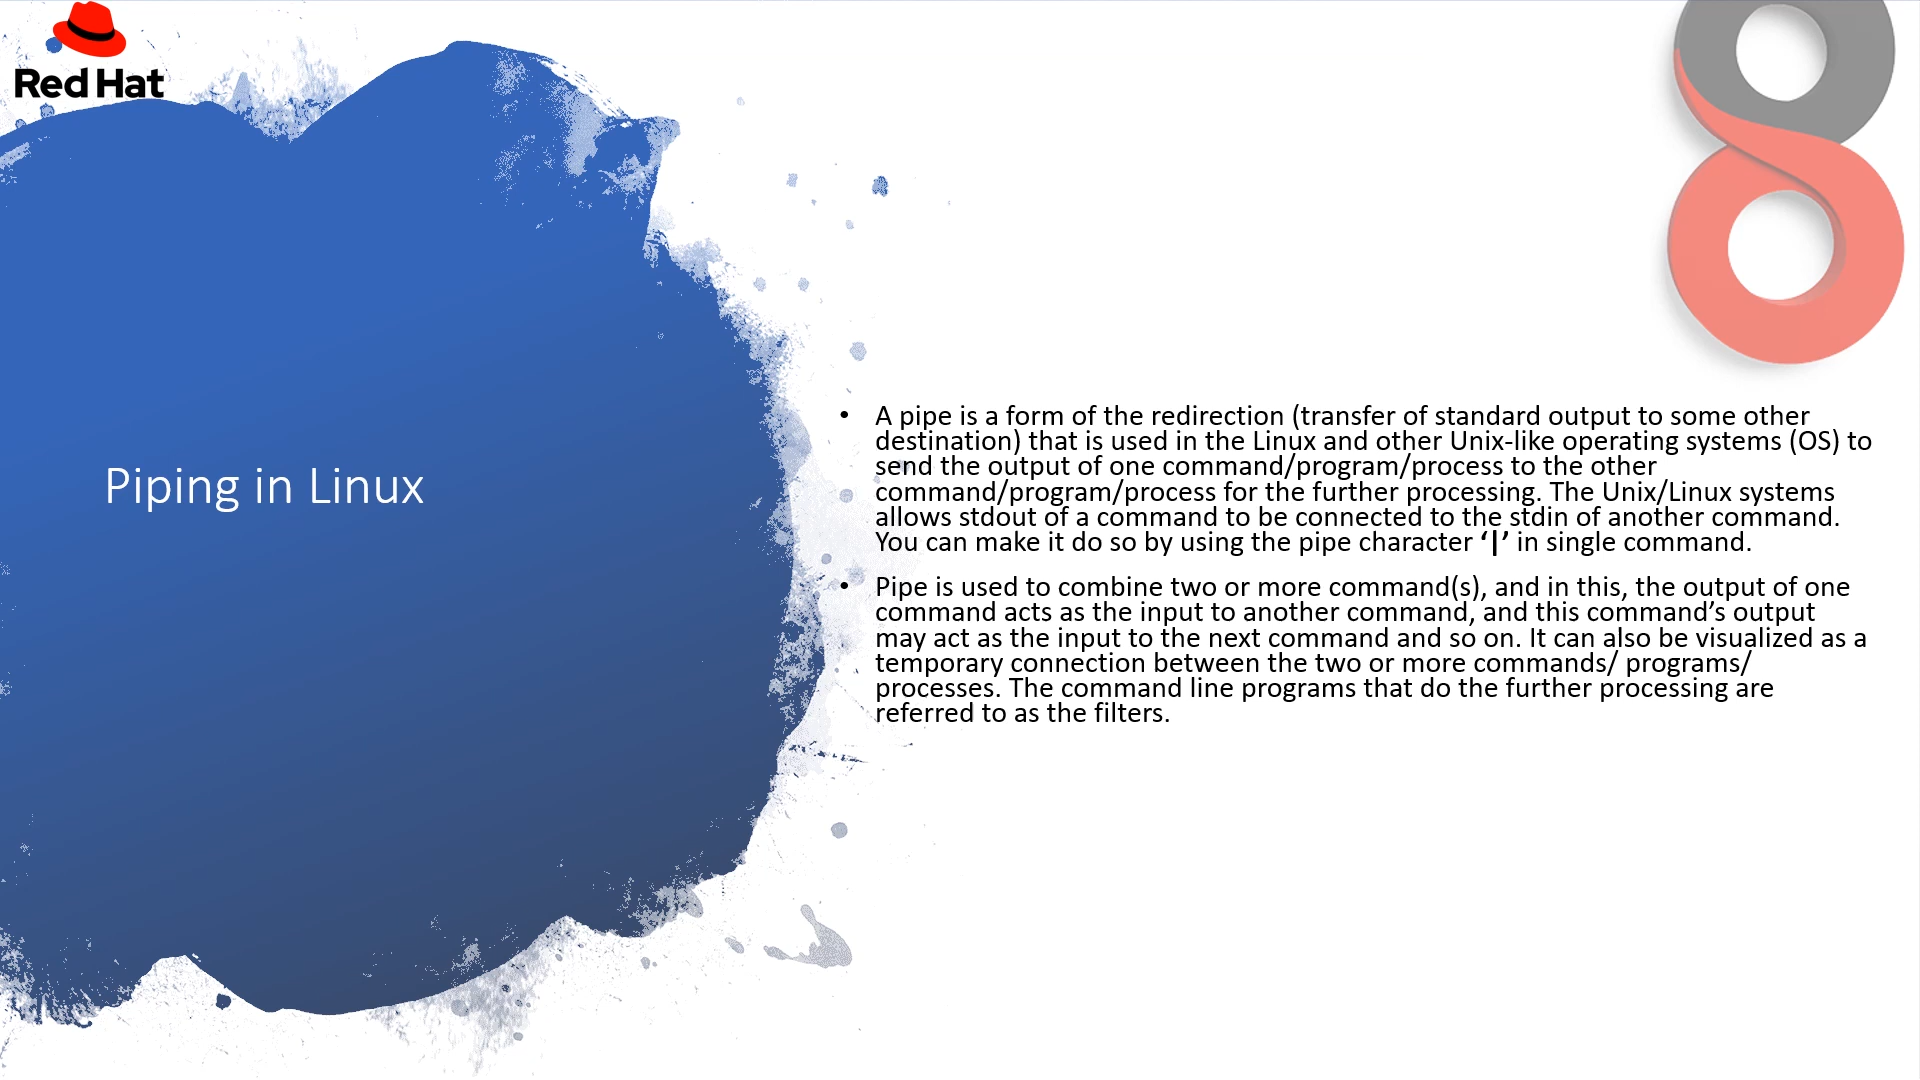 Red Hat
8
Piping in Linux
• A pipe is a form of the redirection (transfer of standard output to some other
destination) that is used in the Linux and other Unix-like operating systems (OS) to
send the output of one command/program/process to the other
command/program/process for the further processing. The Unix/Linux systems
allows stdout of a command to be connected to the stdin of another command.
You can make it do so by using the pipe character ‘|’ in single command.
• Pipe is used to combine two or more command(s), and in this, the output of one
command acts as the input to another command, and this command’s output
may act as the input to the next command and so on. It can also be visualized as a
temporary connection between the two or more commands/ programs/
processes. The command line programs that do the further processing are
referred to as the filters.